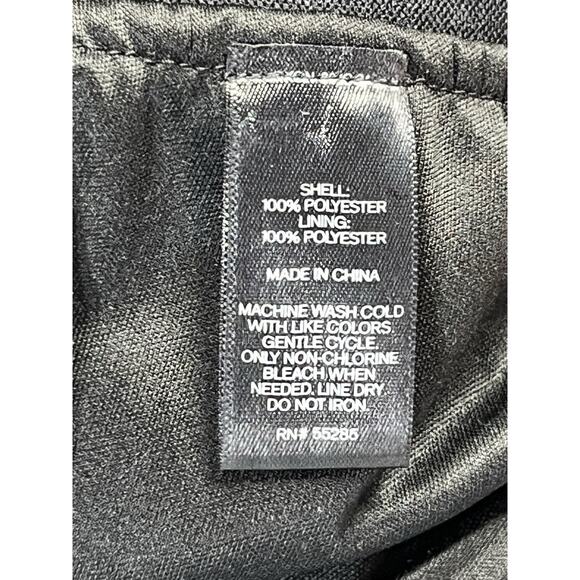 SHELL:
100% POLYESTER
LINING:
100% POLYESTER
MADE IN CHINA
MACHINE WASH COLD
WITH LIKE COLORS
GENTLE CYCLE.
ONLY NON-CHLORINE
BLEACH WHEN
NEEDED. LINE DRY.
DO NOT IRON.
RN# 55285